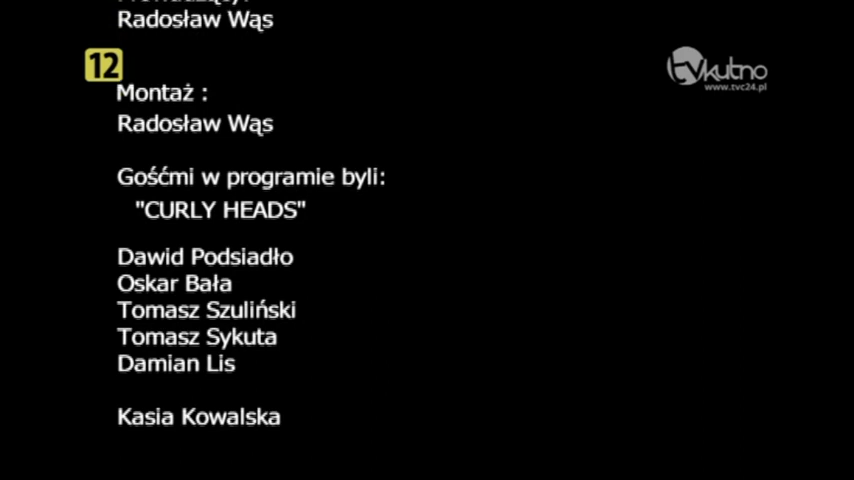 Radosław Wąs
12
tvkutno
www.tvc24.pl
Montaż :
Radosław Wąs
Gośćmi w programie byli:
"CURLY HEADS"
Dawid Podsiadło
Oskar Bała
Tomasz Szuliński
Tomasz Sykuta
Damian Lis
Kasia Kowalska